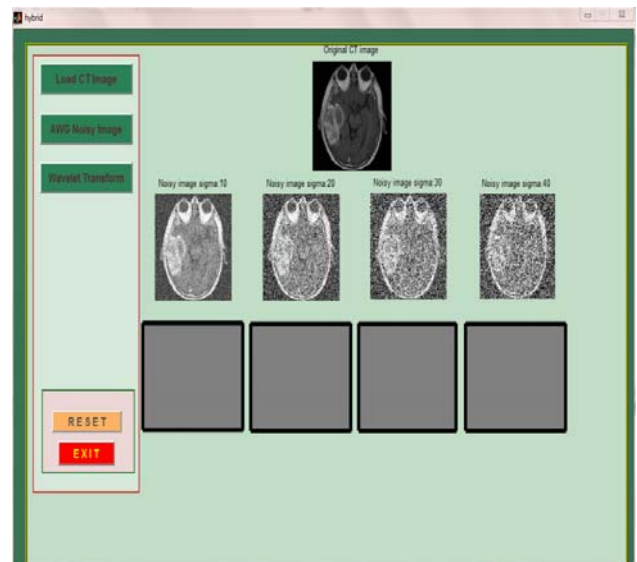 hybrid
Original CT image
Load CT Image
AWG Noisy Image
Wavelet Transform
Noisy image sigma:10
Noisy image sigma:20
Noisy image sigma:30
Noisy image sigma:40
RESET
EXIT